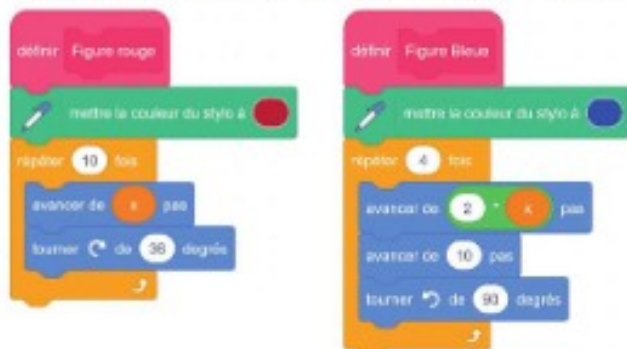 définir Figure rouge
mettre la couleur du stylo à
répéter 10 fois
avancer de x pas
tourner de 36 degrés
définir Figure Bleue
mettre la couleur du stylo à
répéter 4 fois
avancer de 2 * x pas
avancer de 10 pas
tourner de 90 degrés